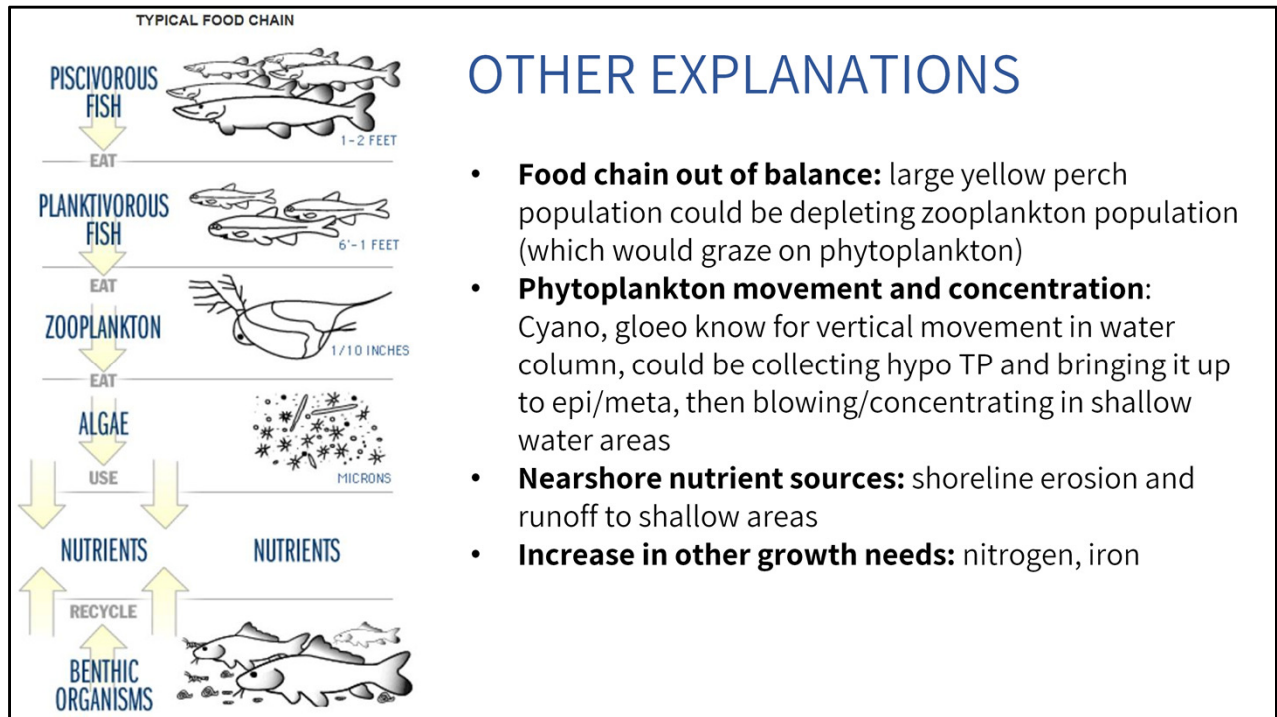 TYPICAL FOOD CHAIN
PISCIVOROUS
FISH
1-2 FEET
EAT
PLANKTIVOROUS
FISH
6'-1 FEET
EAT
ZOOPLANKTON
1/10 INCHES
EAT
ALGAE
MICRONS
USE
NUTRIENTS
NUTRIENTS
RECYCLE
BENTHIC
ORGANISMS
OTHER EXPLANATIONS
• Food chain out of balance: large yellow perch
population could be depleting zooplankton population
(which would graze on phytoplankton)
• Phytoplankton movement and concentration:
Cyano, gloeo know for vertical movement in water
column, could be collecting hypo TP and bringing it up
to epi/meta, then blowing/concentrating in shallow
water areas
• Nearshore nutrient sources: shoreline erosion and
runoff to shallow areas
• Increase in other growth needs: nitrogen, iron